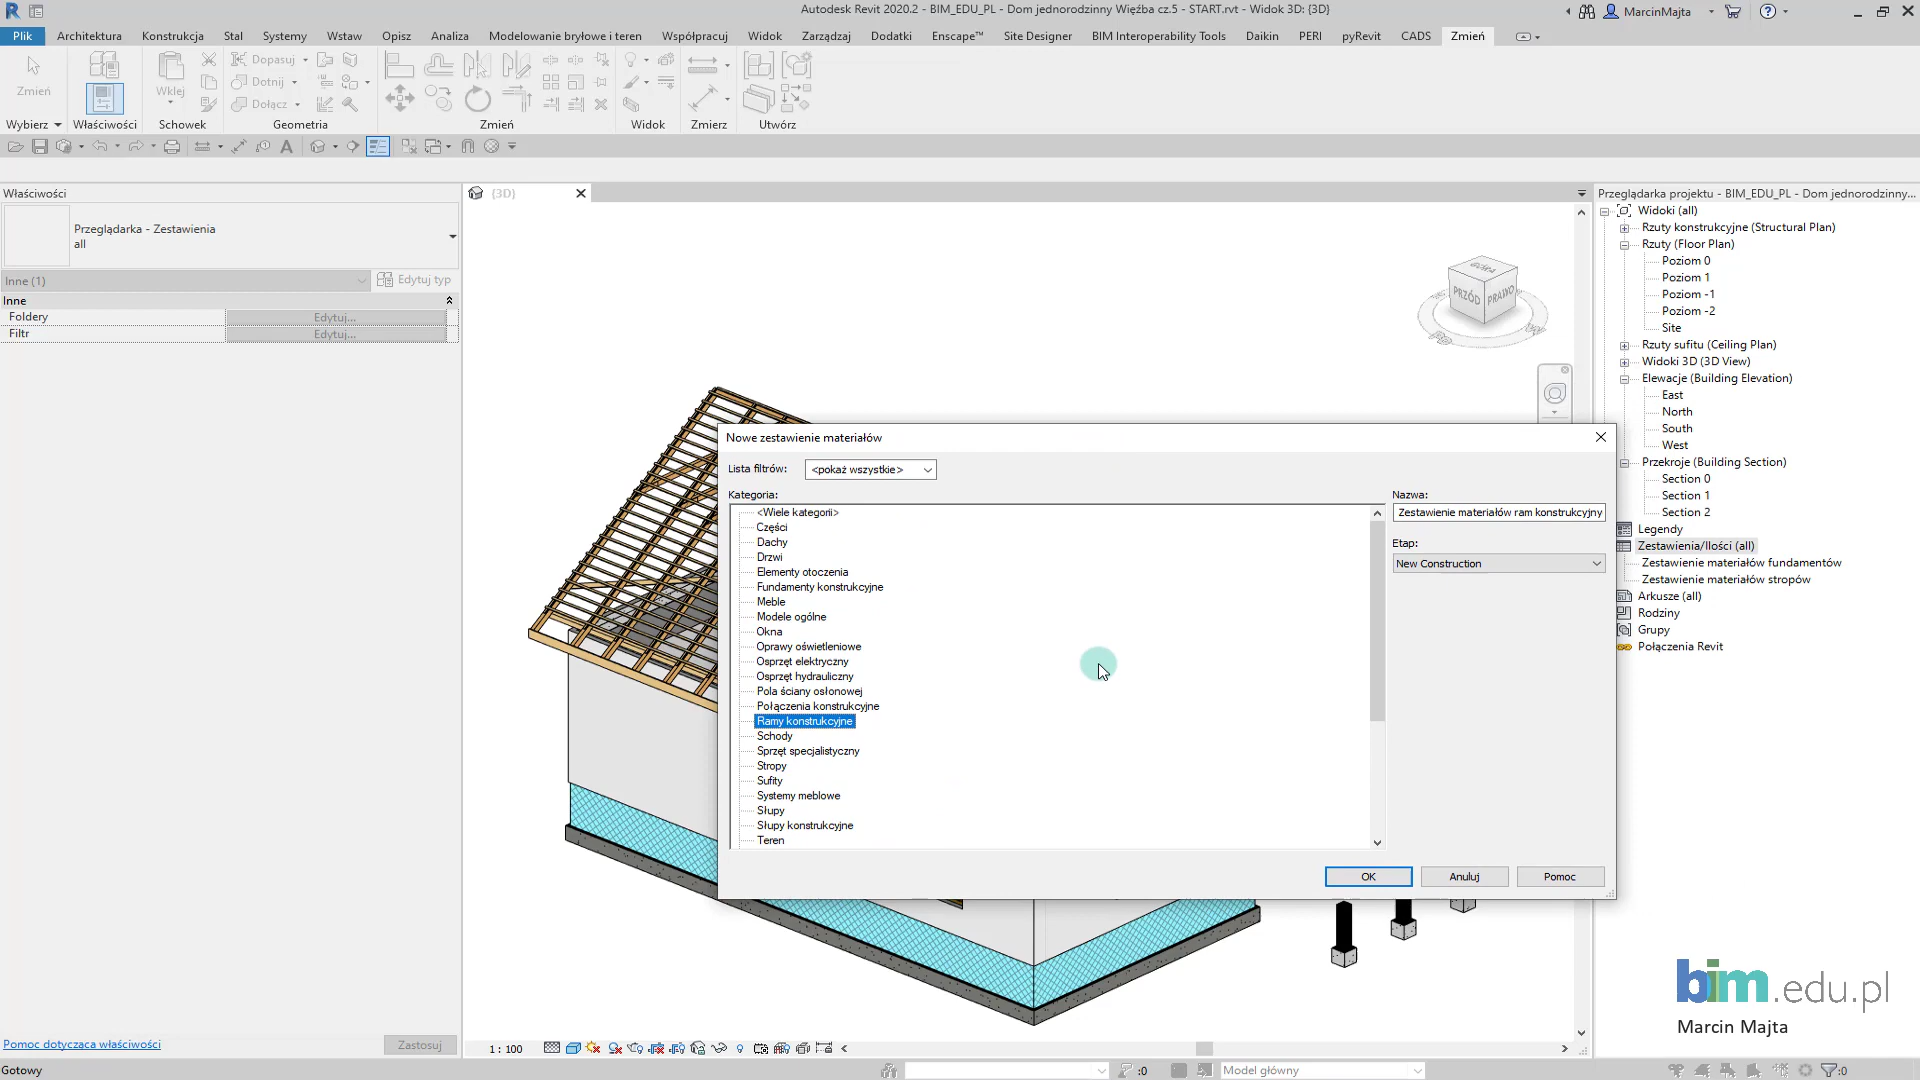 Autodesk Revit 2020.2 - BIM_EDU_PL - Dom jednorodzinny Więźba cz.5 - START.rvt - Widok 3D: {3D}
MarcinMajta
Plik Architektura Konstrukcja Stal Systemy Wstaw Opisz Analiza Modelowanie bryłowe i teren Współpracuj Widok Zarządzaj Dodatki Enscape™ Site Designer BIM Interoperability Tools Daikin PERI pyRevit CADS Zmień
Zmień
Wklej
Dopasuj
Dotnij
Dołącz
Wybierz Właściwości Schowek Geometria Zmień Widok Zmierz Utwórz
Właściwości
Przeglądarka - Zestawienia
all
Inne (1)
Edytuj typ
Inne
Foldery Edytuj...
Filtr Edytuj...
Pomoc dotycząca właściwości
Zastosuj
{3D}
GÓRA
PRZÓD
PRAWO
Nowe zestawienie materiałów
Lista filtrów: <pokaż wszystkie>
Kategoria:
<Wiele kategorii>
Części
Dachy
Drzwi
Elementy otoczenia
Fundamenty konstrukcyjne
Meble
Modele ogólne
Okna
Oprawy oświetleniowe
Osprzęt elektryczny
Osprzęt hydrauliczny
Pola ściany osłonowej
Połączenia konstrukcyjne
Ramy konstrukcyjne
Schody
Sprzęt specjalistyczny
Stropy
Sufity
Systemy meblowe
Słupy
Słupy konstrukcyjne
Teren
Nazwa:
Zestawienie materiałów ram konstrukcyjny
Etap:
New Construction
OK Anuluj Pomoc
Przeglądarka projektu - BIM_EDU_PL - Dom jednorodzinny...
Widoki (all)
Rzuty konstrukcyjne (Structural Plan)
Rzuty (Floor Plan)
Poziom 0
Poziom 1
Poziom -1
Poziom -2
Site
Rzuty sufitu (Ceiling Plan)
Widoki 3D (3D View)
Elewacje (Building Elevation)
East
North
South
West
Przekroje (Building Section)
Section 0
Section 1
Section 2
Legendy
Zestawienia/Ilości (all)
Zestawienie materiałów fundamentów
Zestawienie materiałów stropów
Arkusze (all)
Rodziny
Grupy
Połączenia Revit
bim.edu.pl
Marcin Majta
1 : 100
Gotowy
:0
Model główny
:0